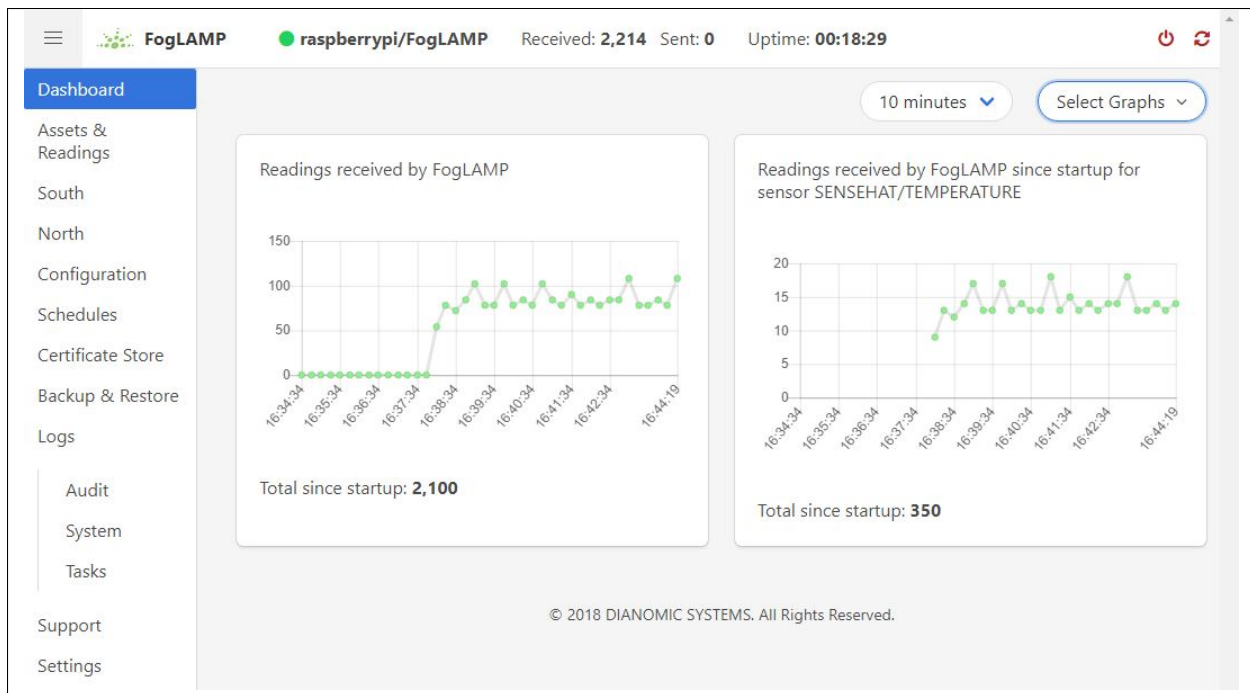 FogLAMP
raspberrypi/FogLAMP
Received: 2,214 Sent: 0
Uptime: 00:18:29
Dashboard
Assets &
Readings
South
North
Configuration
Schedules
Certificate Store
Backup & Restore
Logs
Audit
System
Tasks
Support
Settings
10 minutes
Select Graphs
Readings received by FogLAMP
150
100
50
0
16:34:34
16:35:34
16:36:34
16:37:34
16:38:34
16:39:34
16:40:34
16:41:34
16:42:34
16:44:19
Total since startup: 2,100
Readings received by FogLAMP since startup for
sensor SENSEHAT/TEMPERATURE
20
15
10
5
0
16:34:34
16:35:34
16:36:34
16:37:34
16:38:34
16:39:34
16:40:34
16:41:34
16:42:34
16:44:19
Total since startup: 350
© 2018 DIANOMIC SYSTEMS. All Rights Reserved.